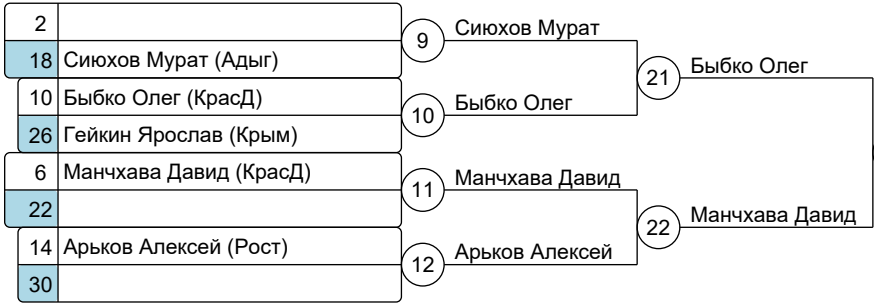 2
18 Сиюхов Мурат (Адыг)
10 Быбко Олег (КрасД)
26 Гейкин Ярослав (Крым)
6 Манчхава Давид (КрасД)
22
14 Арьков Алексей (Рост)
30
9 Сиюхов Мурат
10 Быбко Олег
11 Манчхава Давид
12 Арьков Алексей
21 Быбко Олег
22 Манчхава Давид